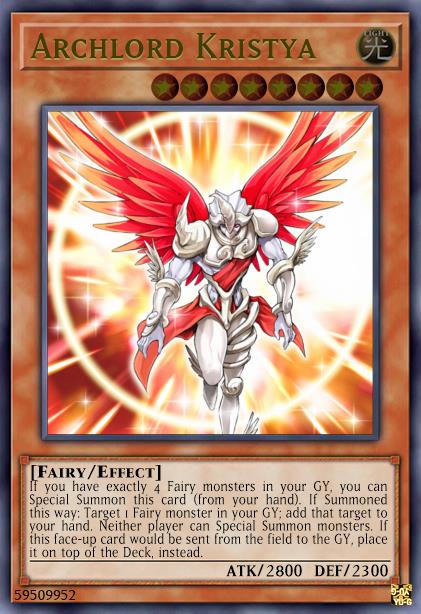 ARCHLORD KRISTYA
LIGHT
光
[FAIRY/EFFECT]
If you have exactly 4 Fairy monsters in your GY, you can
Special Summon this card (from your hand). If Summoned
this way: Target 1 Fairy monster in your GY; add that target to
your hand. Neither player can Special Summon monsters. If
this face-up card would be sent from the field to the GY, place
it on top of the Deck, instead.
ATK/2800 DEF/2300
59509952